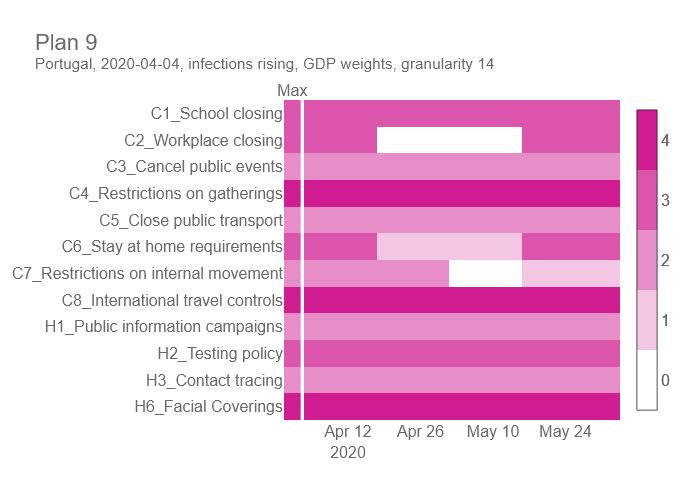 Plan 9
Portugal, 2020-04-04, infections rising, GDP weights, granularity 14
Max
C1_School closing
C2_Workplace closing
C3_Cancel public events
C4_Restrictions on gatherings
C5_Close public transport
C6_Stay at home requirements
C7_Restrictions on internal movement
C8_International travel controls
H1_Public information campaigns
H2_Testing policy
H3_Contact tracing
H6_Facial Coverings
Apr 12 Apr 26 May 10 May 24
2020
4
3
2
1
0